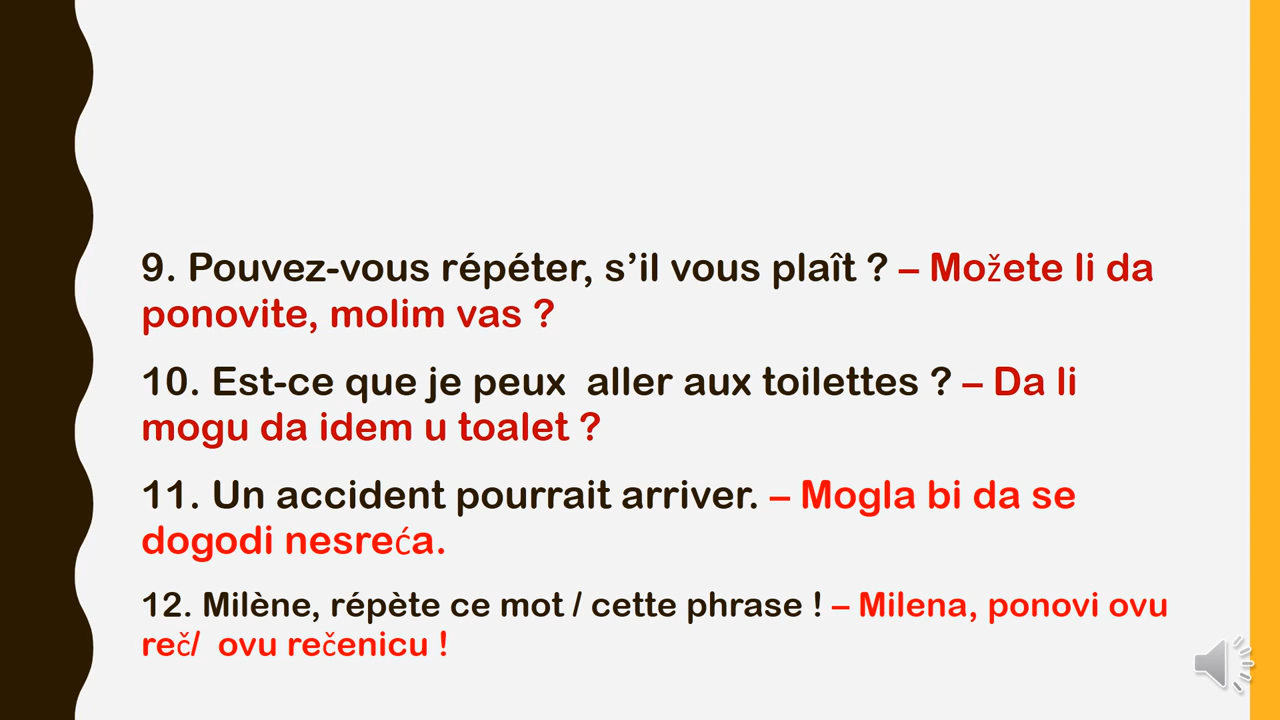 9. Pouvez-vous répéter, s’il vous plaît ? – Možete li da
ponovite, molim vas ?
10. Est-ce que je peux  aller aux toilettes ? – Da li
mogu da idem u toalet ?
11. Un accident pourrait arriver. – Mogla bi da se
dogodi nesreća.
12. Milène, répète ce mot / cette phrase ! – Milena, ponovi ovu
reč/  ovu rečenicu !